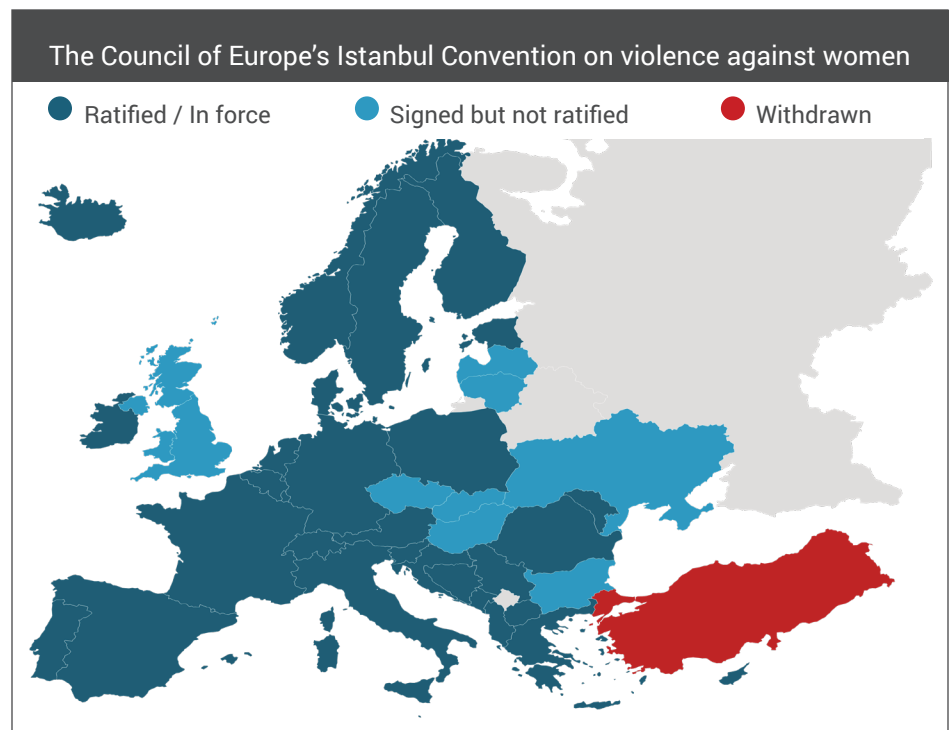 The Council of Europe's Istanbul Convention on violence against women
Ratified / In force
Signed but not ratified
Withdrawn